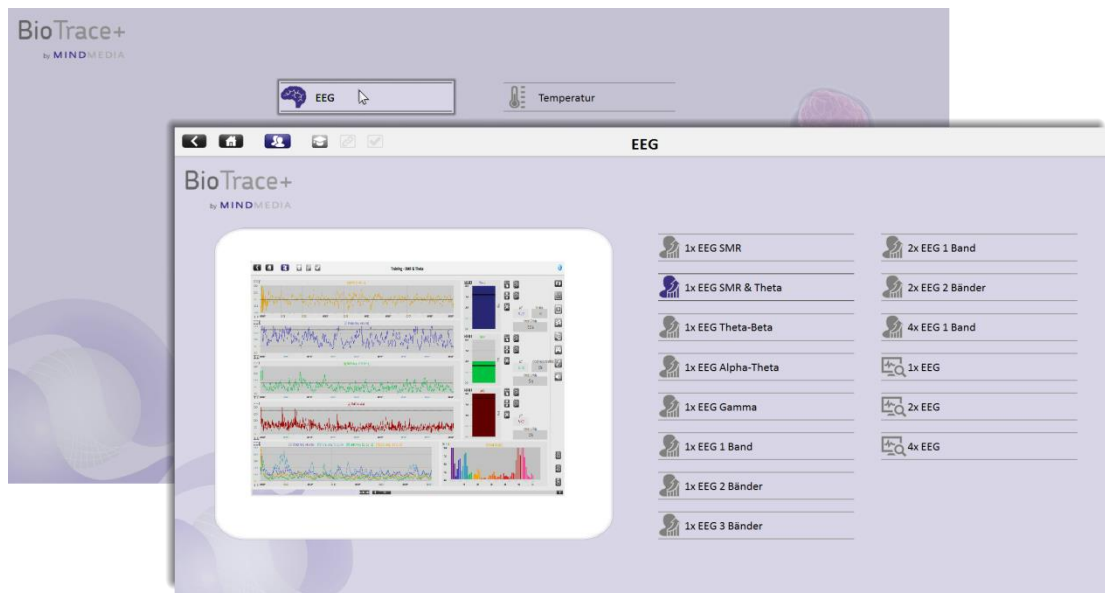 BioTrace+
by MINDMEDIA
EEG
Temperatur
EEG
BioTrace+
by MINDMEDIA
1x EEG SMR
1x EEG SMR & Theta
1x EEG Theta-Beta
1x EEG Alpha-Theta
1x EEG Gamma
1x EEG 1 Band
1x EEG 2 Bänder
1x EEG 3 Bänder
2x EEG 1 Band
2x EEG 2 Bänder
4x EEG 1 Band
1x EEG
2x EEG
4x EEG
Training - SMR & Theta